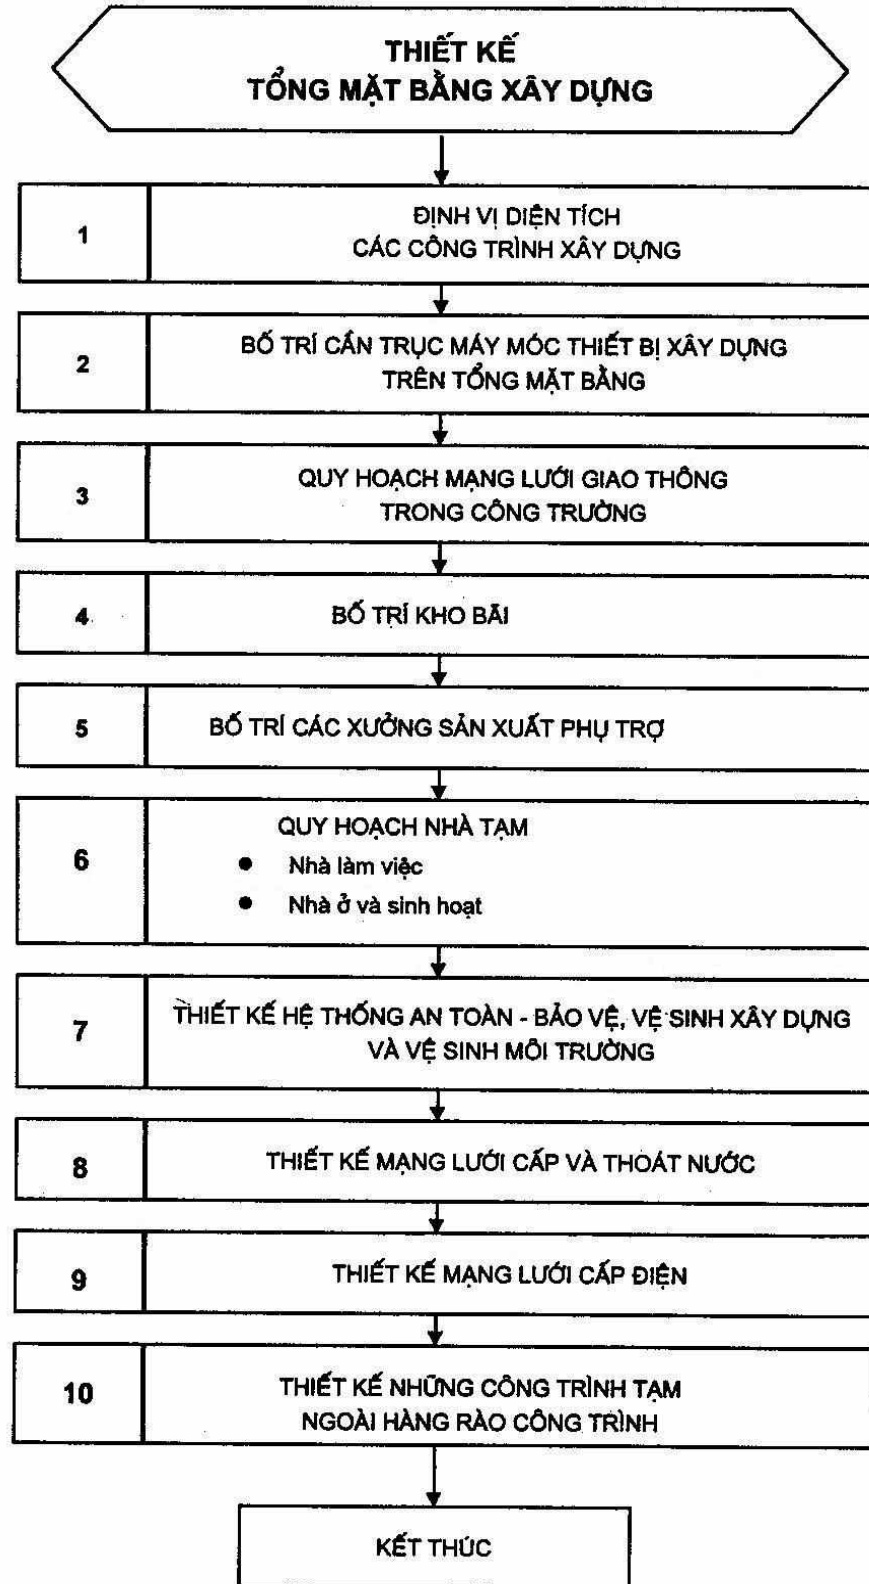 THIẾT KẾ
TỔNG MẶT BẰNG XÂY DỰNG
1
ĐỊNH VỊ DIỆN TÍCH
CÁC CÔNG TRÌNH XÂY DỰNG
2
BỐ TRÍ CẦN TRỤC MÁY MÓC THIẾT BỊ XÂY DỰNG
TRÊN TỔNG MẶT BẰNG
3
QUY HOẠCH MẠNG LƯỚI GIAO THÔNG
TRONG CÔNG TRƯỜNG
4
BỐ TRÍ KHO BÃI
5
BỐ TRÍ CÁC XƯỞNG SẢN XUẤT PHỤ TRỢ
6
QUY HOẠCH NHÀ TẠM
● Nhà làm việc
● Nhà ở và sinh hoạt
7
THIẾT KẾ HỆ THỐNG AN TOÀN - BẢO VỆ, VỆ SINH XÂY DỰNG
VÀ VỆ SINH MÔI TRƯỜNG
8
THIẾT KẾ MẠNG LƯỚI CẤP VÀ THOÁT NƯỚC
9
THIẾT KẾ MẠNG LƯỚI CẤP ĐIỆN
10
THIẾT KẾ NHỮNG CÔNG TRÌNH TẠM
NGOÀI HÀNG RÀO CÔNG TRÌNH
KẾT THÚC